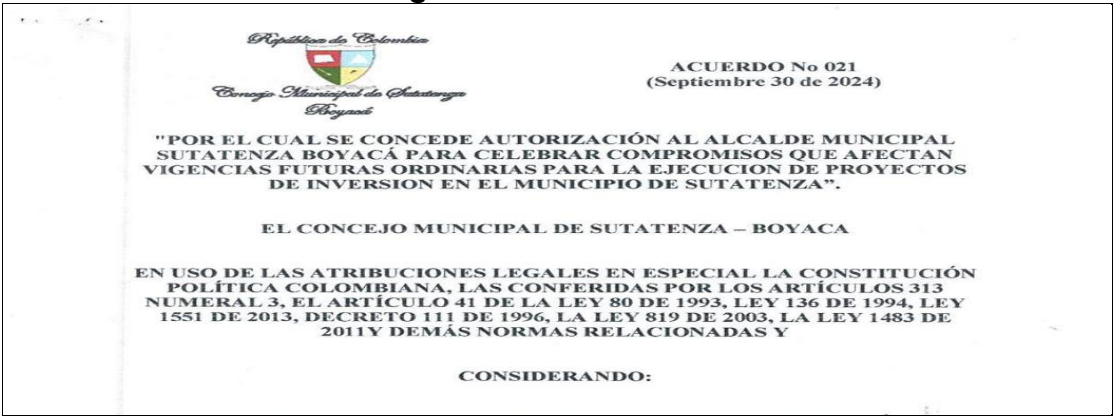 República de Colombia
Concejo Municipal de Sutatenza
Boyacá
ACUERDO No 021
(Septiembre 30 de 2024)
"POR EL CUAL SE CONCEDE AUTORIZACIÓN AL ALCALDE MUNICIPAL
SUTATENZA BOYACÁ PARA CELEBRAR COMPROMISOS QUE AFECTAN
VIGENCIAS FUTURAS ORDINARIAS PARA LA EJECUCION DE PROYECTOS
DE INVERSION EN EL MUNICIPIO DE SUTATENZA".
EL CONCEJO MUNICIPAL DE SUTATENZA – BOYACA
EN USO DE LAS ATRIBUCIONES LEGALES EN ESPECIAL LA CONSTITUCIÓN
POLÍTICA COLOMBIANA, LAS CONFERIDAS POR LOS ARTÍCULOS 313
NUMERAL 3, EL ARTÍCULO 41 DE LA LEY 80 DE 1993, LEY 136 DE 1994, LEY
1551 DE 2013, DECRETO 111 DE 1996, LA LEY 819 DE 2003, LA LEY 1483 DE
2011Y DEMÁS NORMAS RELACIONADAS Y
CONSIDERANDO: